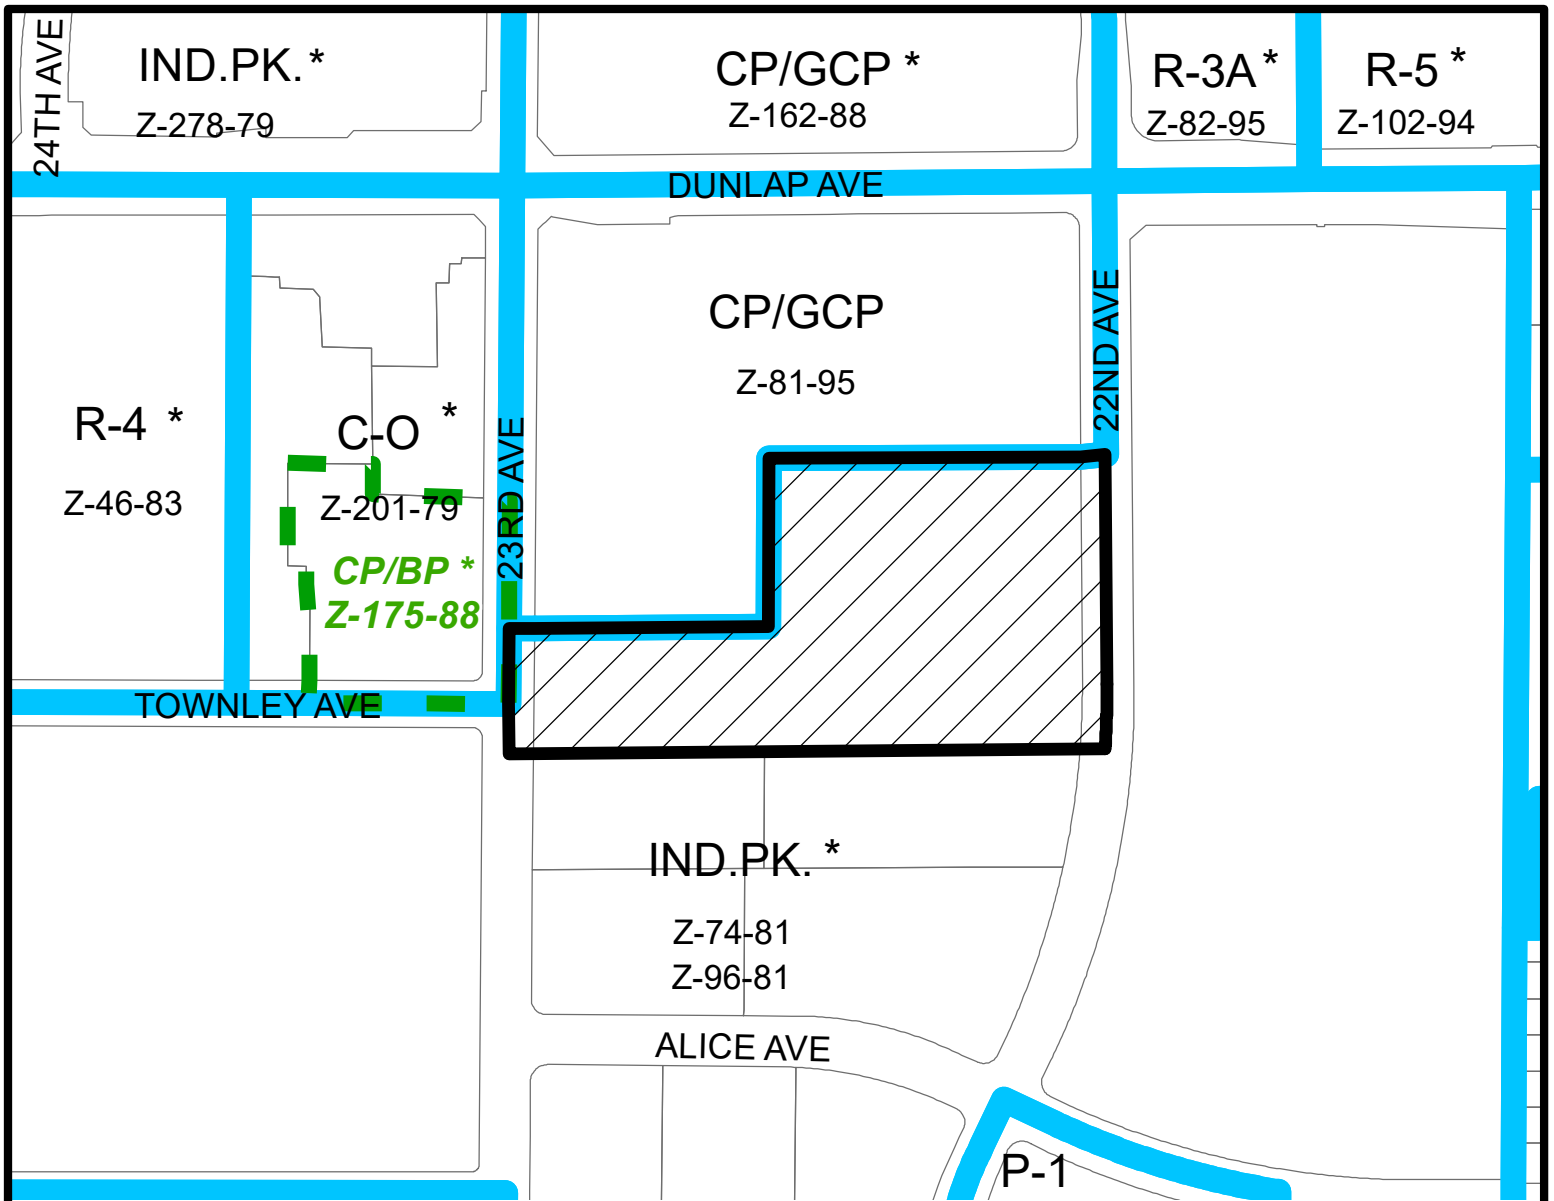 24TH AVE
IND.PK. *
Z-278-79
CP/GCP *
Z-162-88
R-3A *
Z-82-95
R-5 *
Z-102-94
DUNLAP AVE
CP/GCP
Z-81-95
22ND AVE
R-4 *
Z-46-83
C-O *
Z-201-79
CP/BP *
Z-175-88
23RD AVE
TOWNLEY AVE
IND.PK. *
Z-74-81
Z-96-81
ALICE AVE
P-1